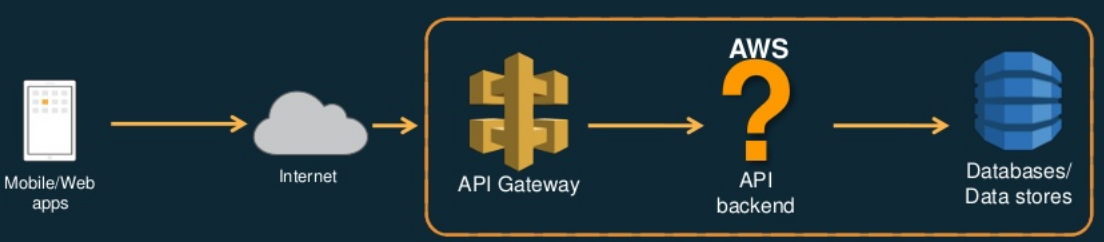 Mobile/Web
apps
Internet
API Gateway
AWS
?
API
backend
Databases/
Data stores